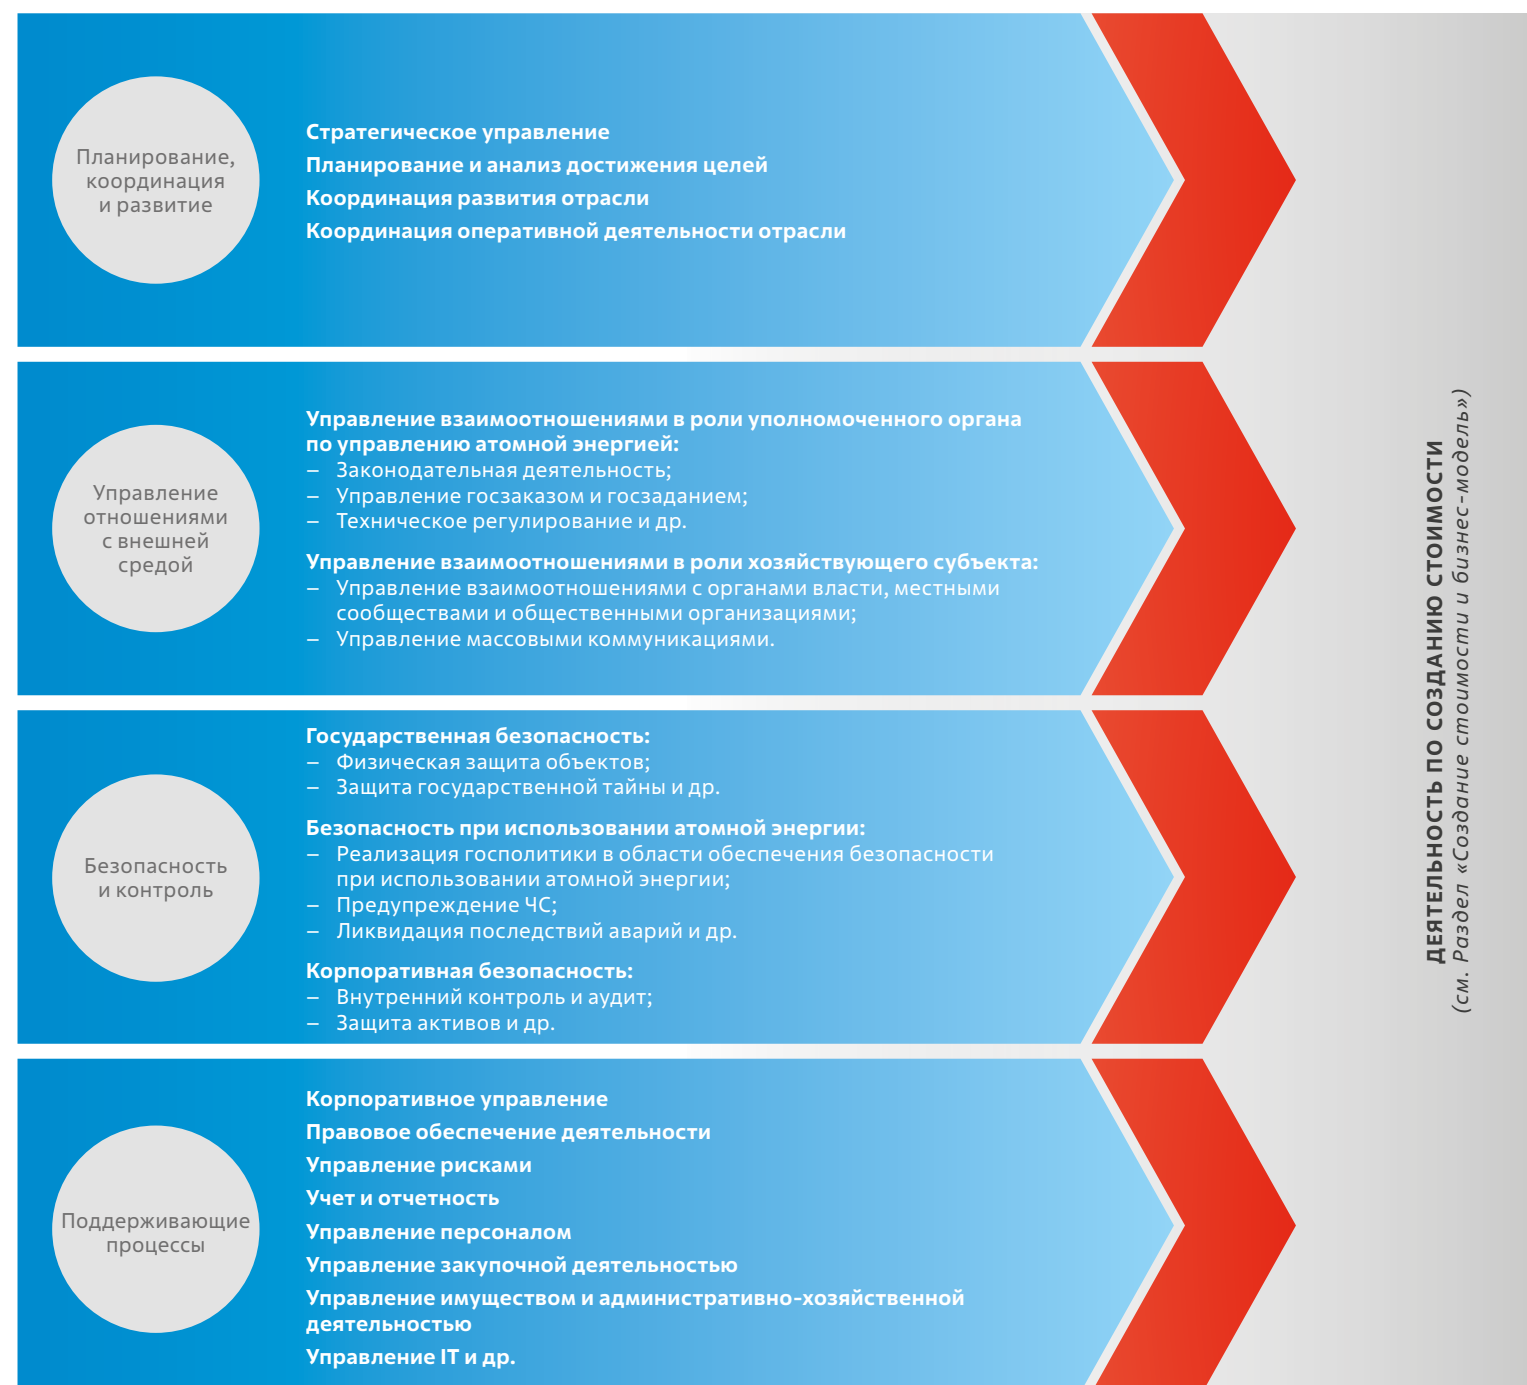 Планирование,
координация
и развитие
Стратегическое управление
Планирование и анализ достижения целей
Координация развития отрасли
Координация оперативной деятельности отрасли
Управление
отношениями
с внешней
средой
Управление взаимоотношениями в роли уполномоченного органа
по управлению атомной энергией:
– Законодательная деятельность;
– Управление госзаказом и госзаданием;
– Техническое регулирование и др.
Управление взаимоотношениями в роли хозяйствующего субъекта:
– Управление взаимоотношениями с органами власти, местными
сообществами и общественными организациями;
– Управление массовыми коммуникациями.
Безопасность
и контроль
Государственная безопасность:
– Физическая защита объектов;
– Защита государственной тайны и др.
Безопасность при использовании атомной энергии:
– Реализация госполитики в области обеспечения безопасности
при использовании атомной энергии;
– Предупреждение ЧС;
– Ликвидация последствий аварий и др.
Корпоративная безопасность:
– Внутренний контроль и аудит;
– Защита активов и др.
Поддерживающие
процессы
Корпоративное управление
Правовое обеспечение деятельности
Управление рисками
Учет и отчетность
Управление персоналом
Управление закупочной деятельностью
Управление имуществом и административно-хозяйственной
деятельностью
Управление IT и др.
ДЕЯТЕЛЬНОСТЬ ПО СОЗДАНИЮ СТОИМОСТИ
(см. Раздел «Создание стоимости и бизнес-модель»)